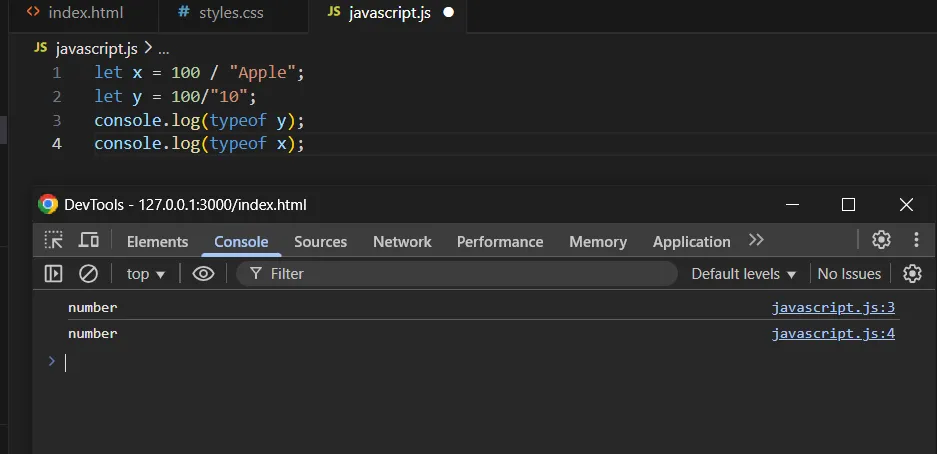 index.html styles.css JS javascript.js
JS javascript.js > ...
1 let x = 100 / "Apple";
2 let y = 100/"10";
3 console.log(typeof y);
4 console.log(typeof x);
DevTools - 127.0.0.1:3000/index.html
Elements Console Sources Network Performance Memory Application
top Filter Default levels No Issues
number javascript.js:3
number javascript.js:4